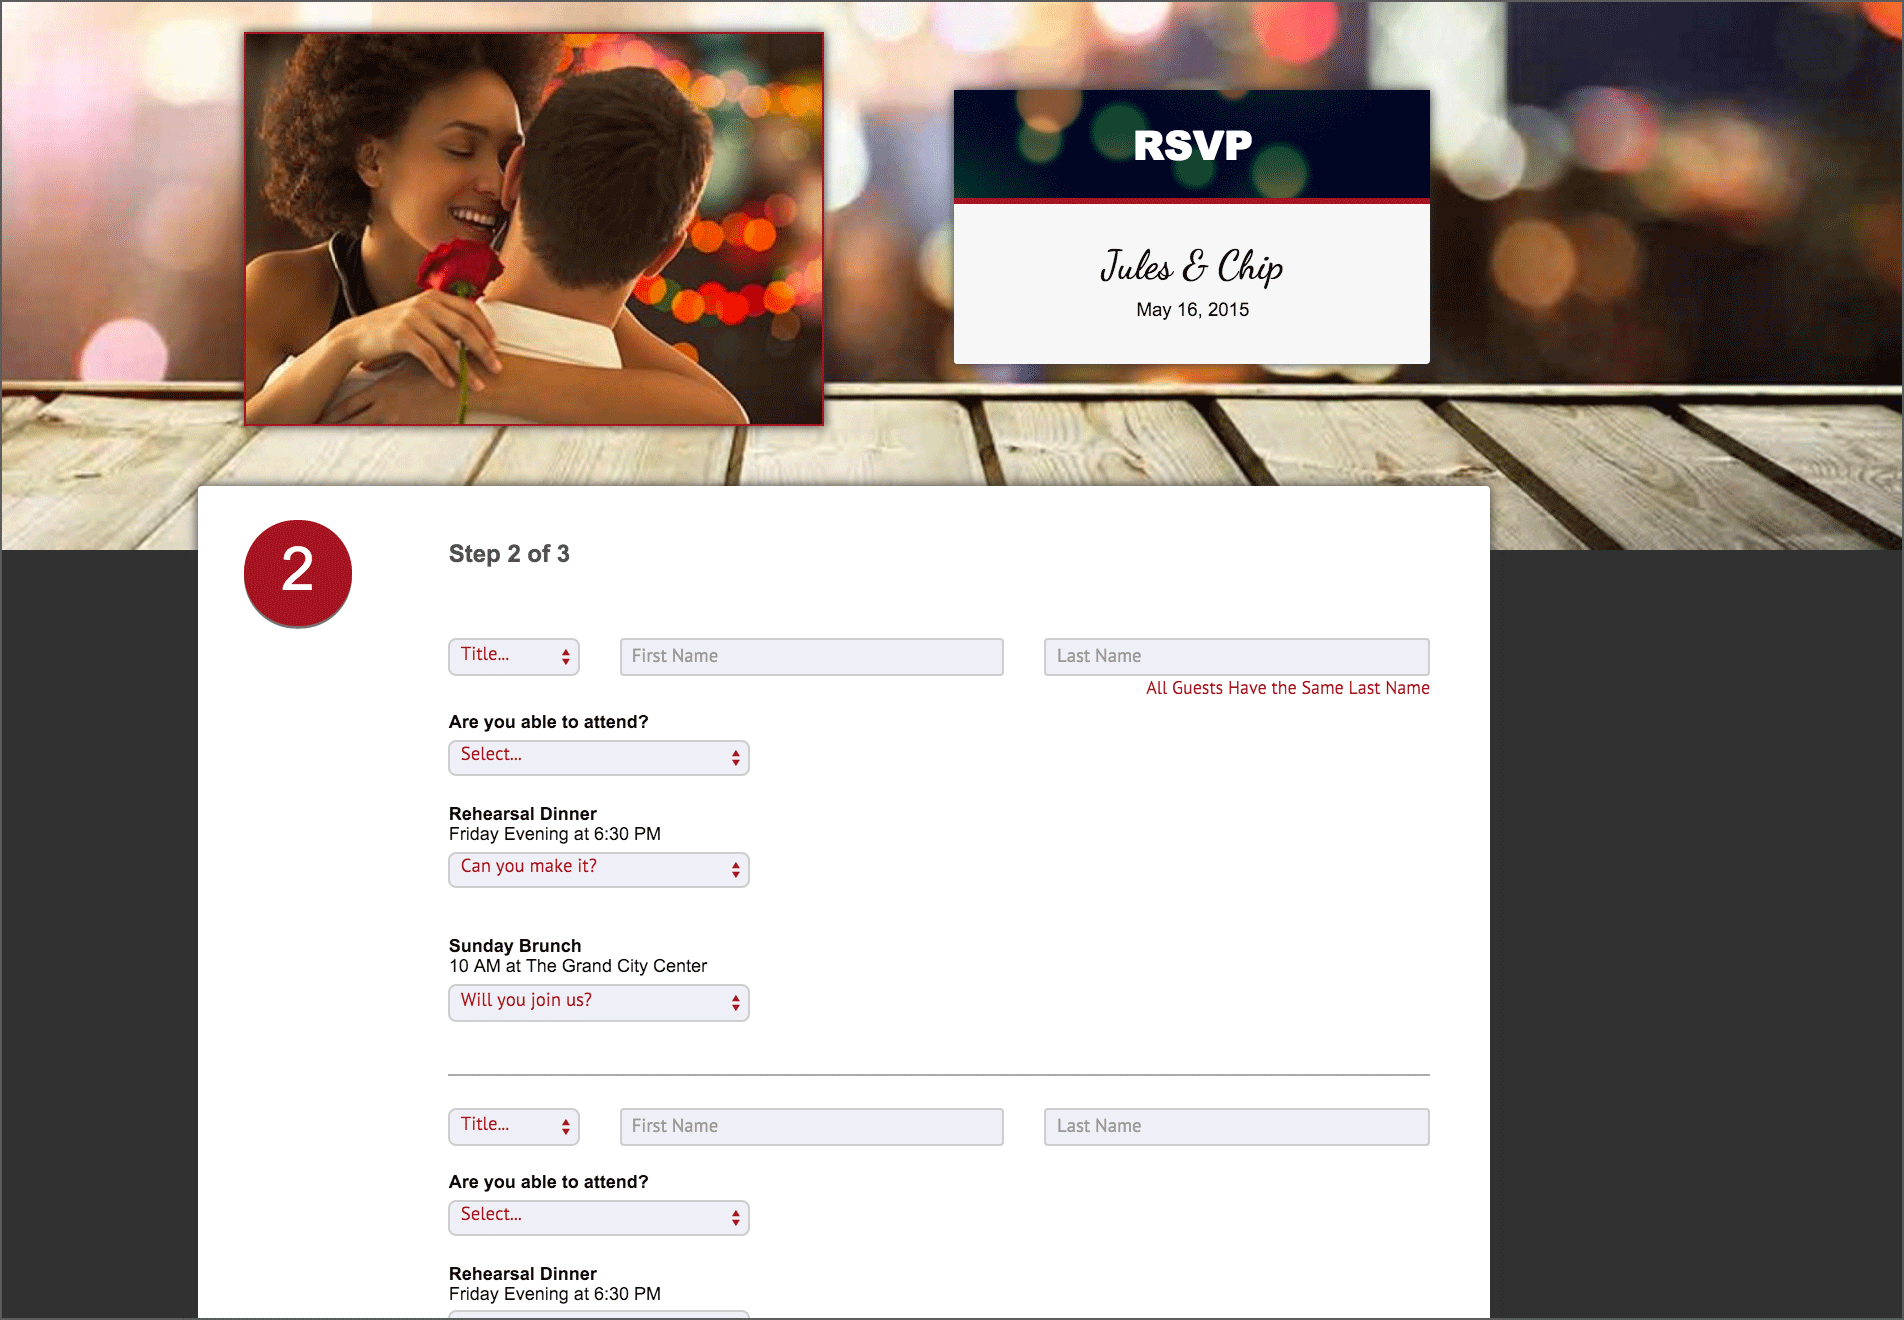 RSVP
Jules & Chip
May 16, 2015
2
Step 2 of 3
Title...
First Name
Last Name
All Guests Have the Same Last Name
Are you able to attend?
Select...
Rehearsal Dinner
Friday Evening at 6:30 PM
Can you make it?
Sunday Brunch
10 AM at The Grand City Center
Will you join us?
Title...
First Name
Last Name
Are you able to attend?
Select...
Rehearsal Dinner
Friday Evening at 6:30 PM